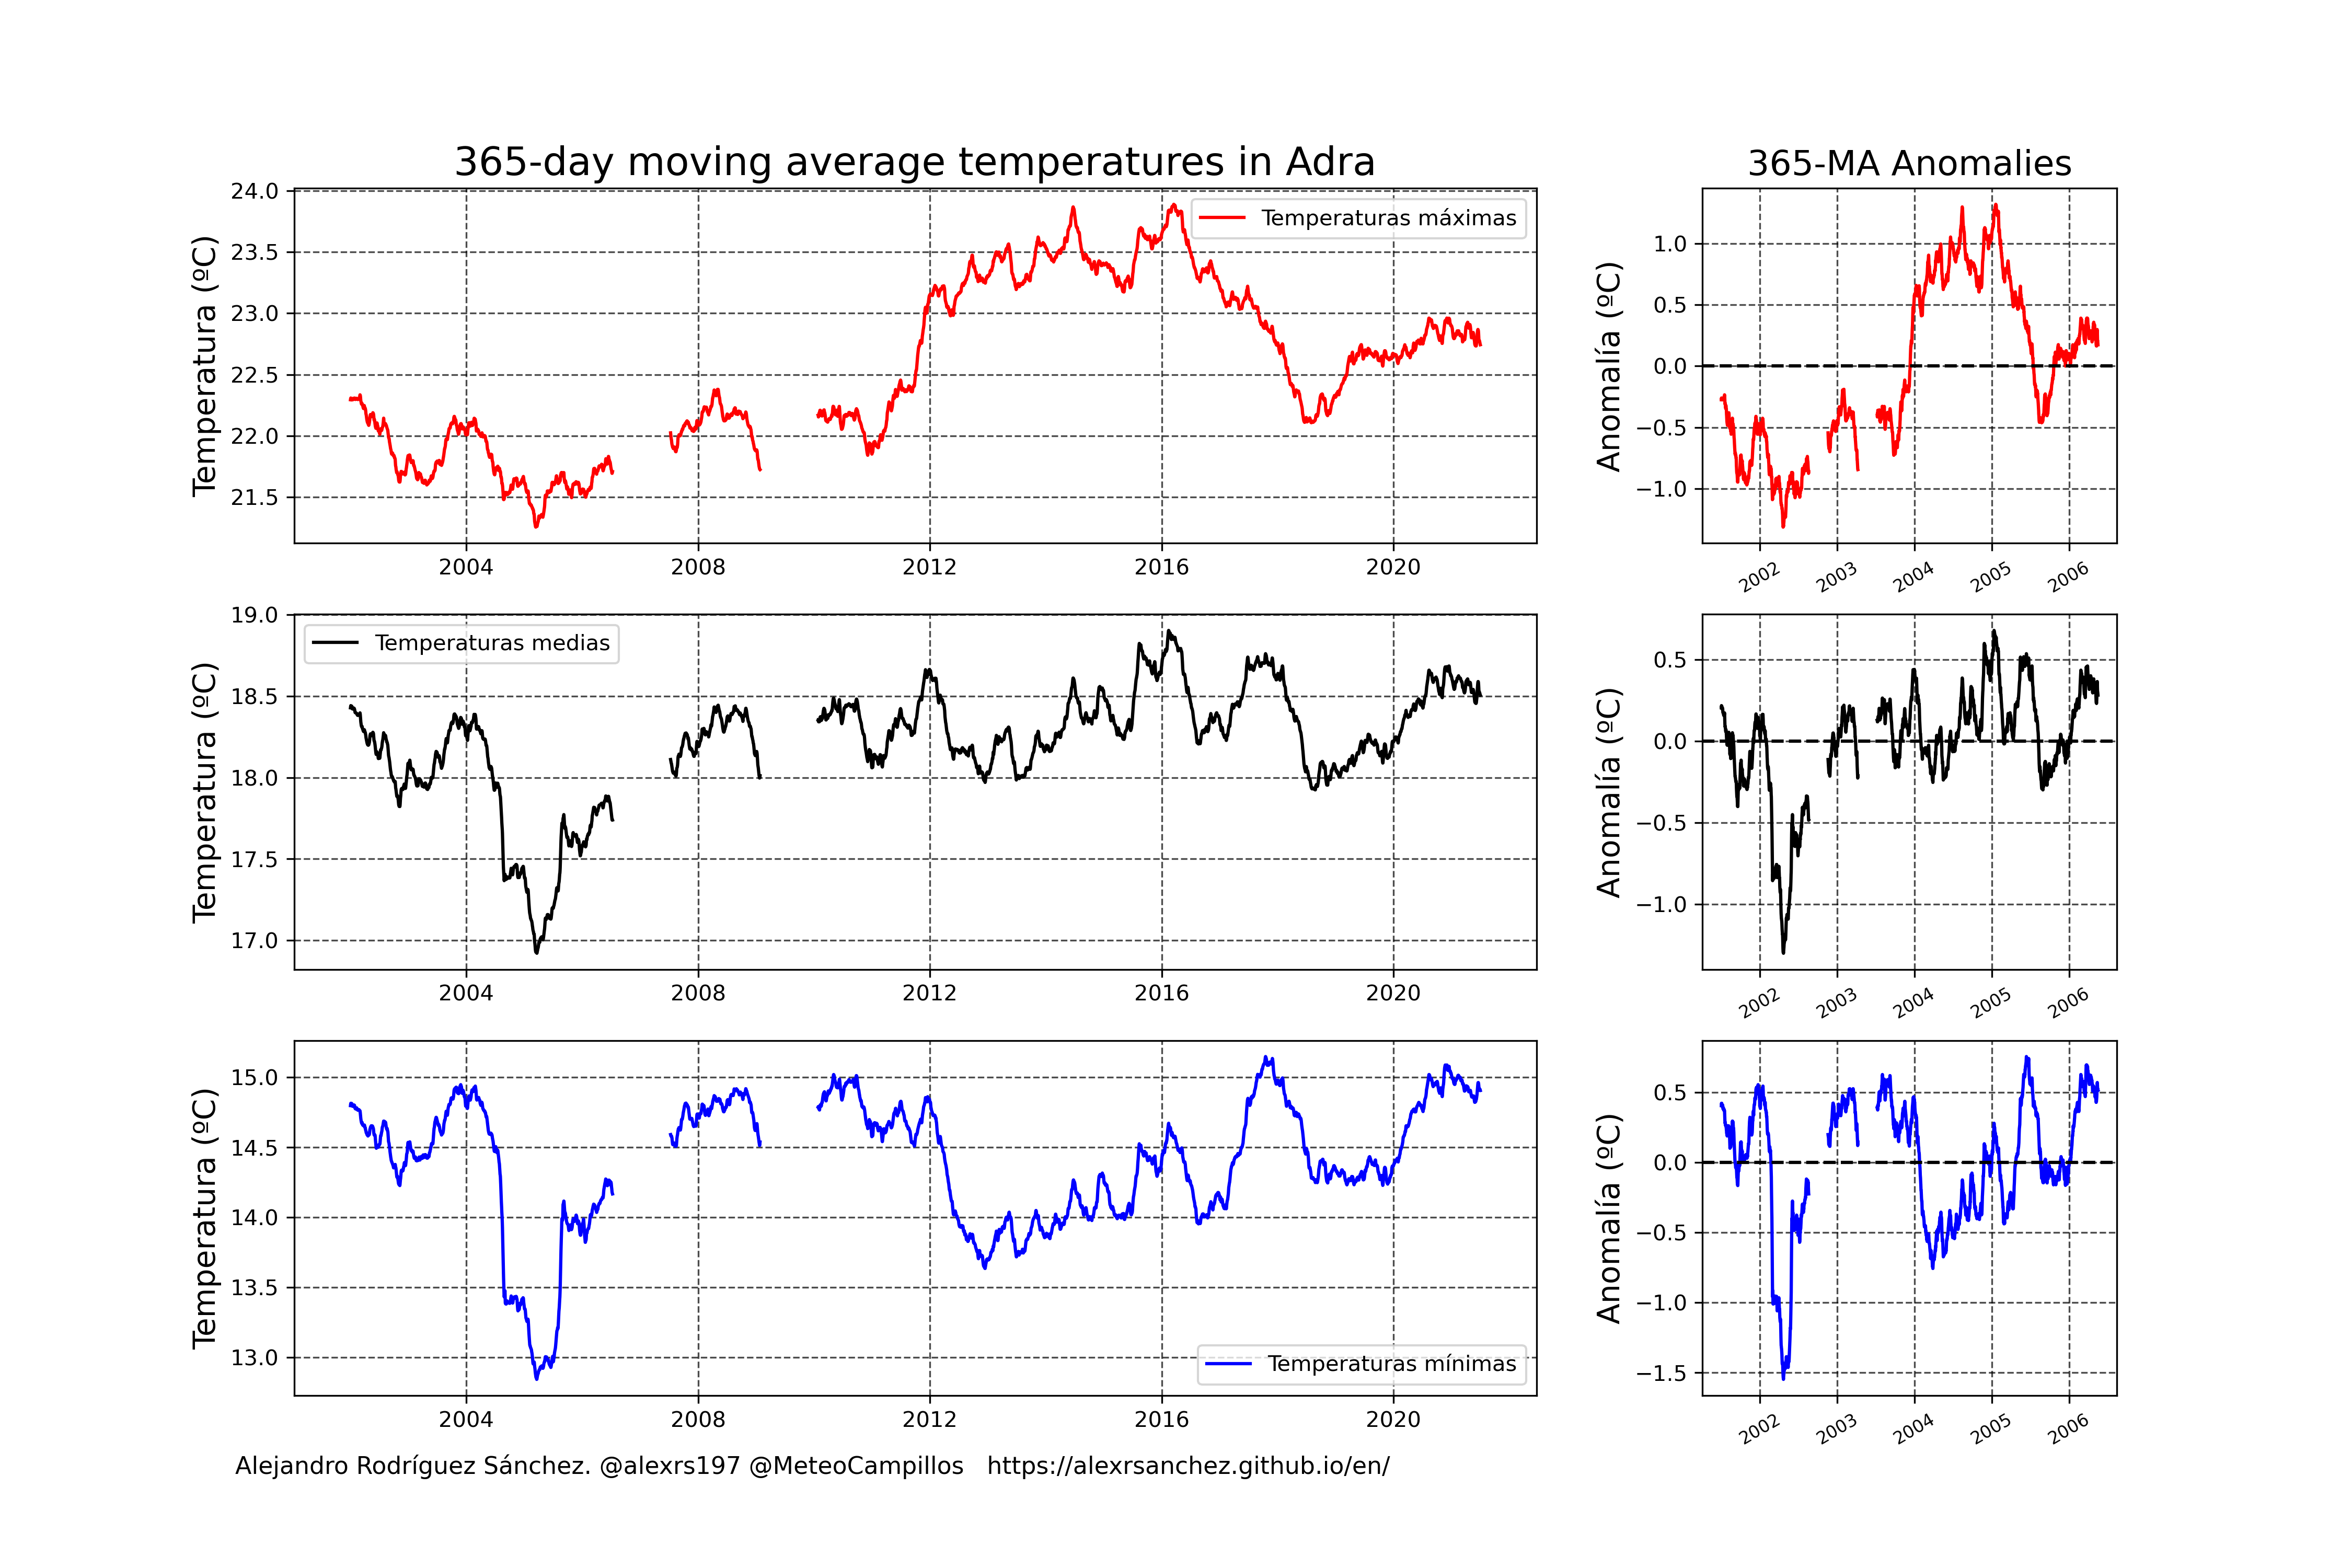 365-day moving average temperatures in Adra
365-MA Anomalies
Temperatura (ºC)
24.0
23.5
23.0
22.5
22.0
21.5
Temperaturas máximas
2004 2008 2012 2016 2020
Anomalía (ºC)
1.0
0.5
0.0
−0.5
−1.0
2002 2003 2004 2005 2006
Temperatura (ºC)
19.0
18.5
18.0
17.5
17.0
Temperaturas medias
2004 2008 2012 2016 2020
Anomalía (ºC)
0.5
0.0
−0.5
−1.0
2002 2003 2004 2005 2006
Temperatura (ºC)
15.0
14.5
14.0
13.5
13.0
Temperaturas mínimas
2004 2008 2012 2016 2020
Anomalía (ºC)
0.5
0.0
−0.5
−1.0
−1.5
2002 2003 2004 2005 2006
Alejandro Rodríguez Sánchez. @alexrs197 @MeteoCampillos https://alexrsanchez.github.io/en/